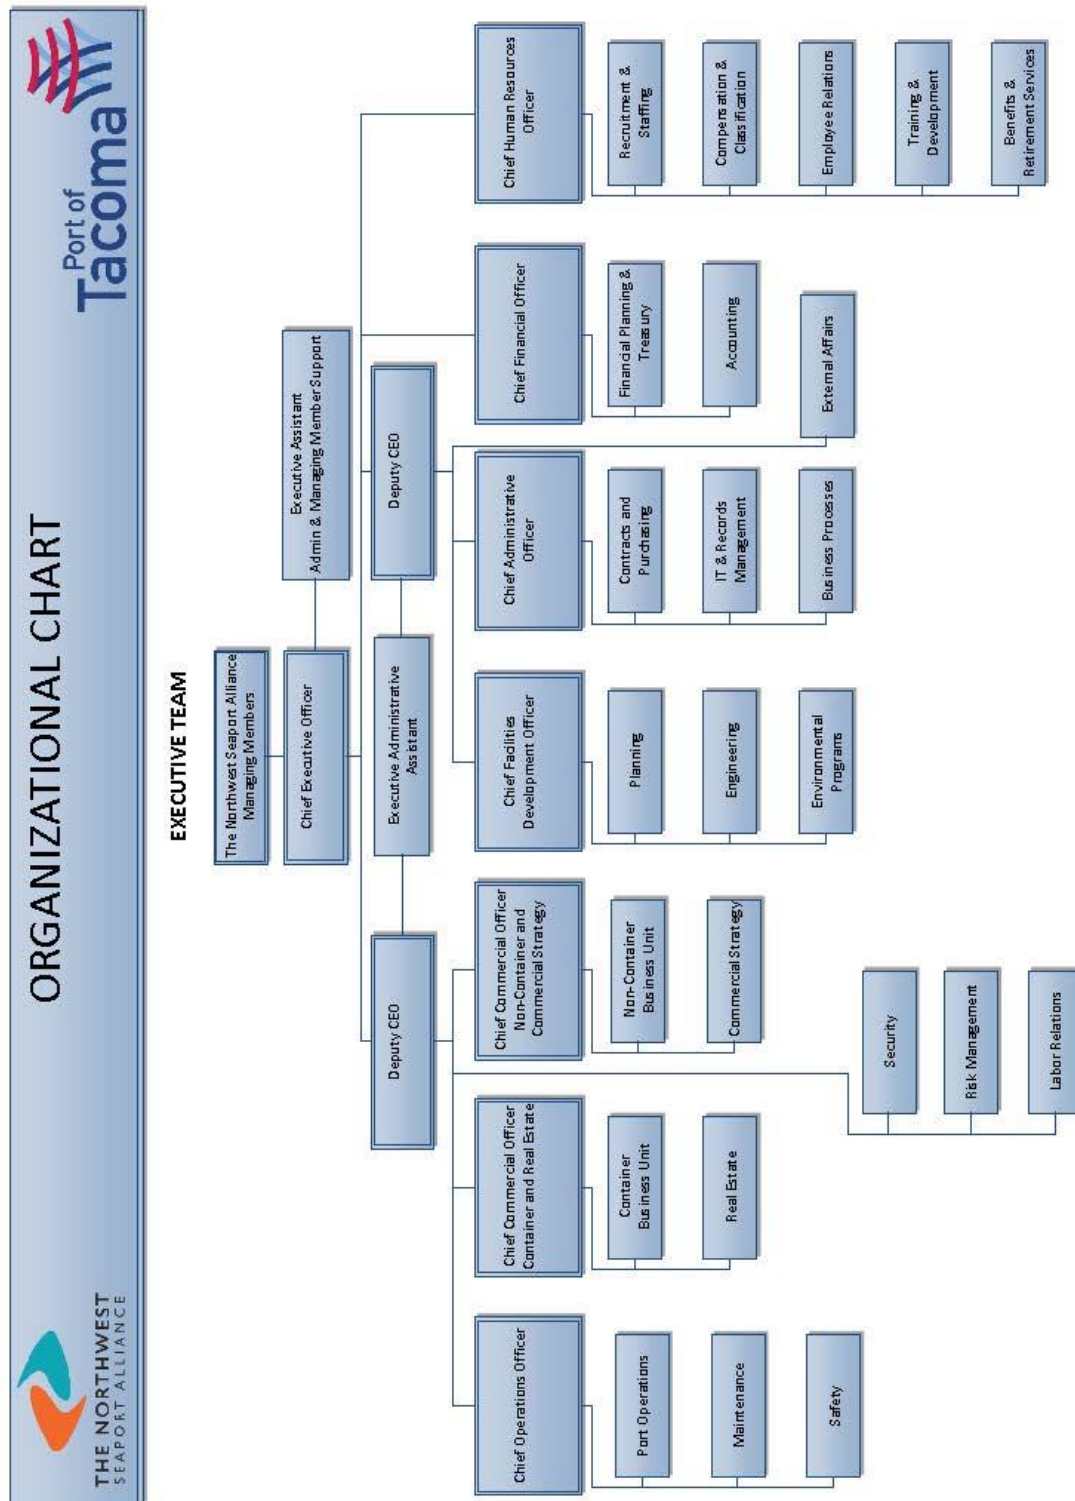 THE NORTHWEST
SEAPORT ALLIANCE
ORGANIZATIONAL CHART
Port of
Tacoma
EXECUTIVE TEAM
The Northwest Seaport Alliance
Managing Members
Chief Executive Officer
Executive Assistant
Admin & Managing Member Support
Deputy CEO
Executive Administrative
Assistant
Deputy CEO
Chief Operations Officer
Port Operations
Maintenance
Safety
Chief Commercial Officer
Container and Real Estate
Container
Business Unit
Real Estate
Chief Commercial Officer
Non-Container and
Commercial Strategy
Non-Container
Business Unit
Commercial Strategy
Security
Risk Management
Labor Relations
Chief Facilities
Development Officer
Planning
Engineering
Environmental
Programs
Chief Administrative
Officer
Contracts and
Purchasing
IT & Records
Management
Business Processes
External Affairs
Chief Financial Officer
Financial Planning &
Treasury
Accounting
Chief Human Resources
Officer
Recruitment &
Staffing
Compensation &
Classification
Employee Relations
Training &
Development
Benefits &
Retirement Services